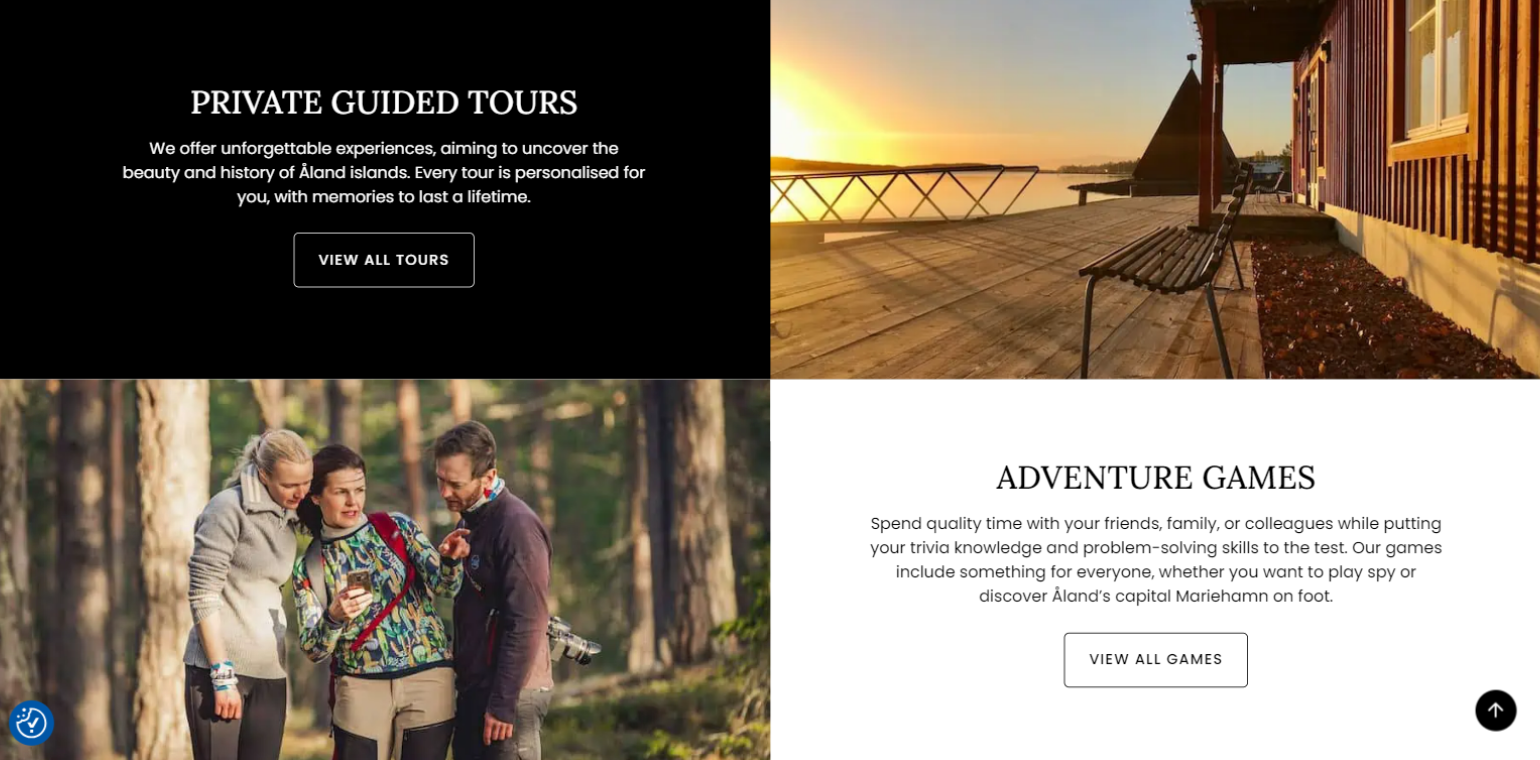 PRIVATE GUIDED TOURS
We offer unforgettable experiences, aiming to uncover the
beauty and history of Åland islands. Every tour is personalised for
you, with memories to last a lifetime.
VIEW ALL TOURS
ADVENTURE GAMES
Spend quality time with your friends, family, or colleagues while putting
your trivia knowledge and problem-solving skills to the test. Our games
include something for everyone, whether you want to play spy or
discover Åland’s capital Mariehamn on foot.
VIEW ALL GAMES